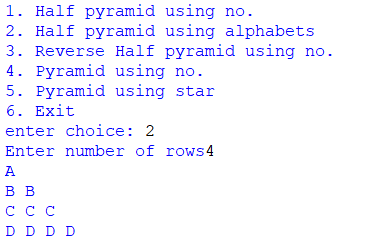 1. Half pyramid using no.
2. Half pyramid using alphabets
3. Reverse Half pyramid using no.
4. Pyramid using no.
5. Pyramid using star
6. Exit
enter choice: 2
Enter number of rows4
A
B B
C C C
D D D D